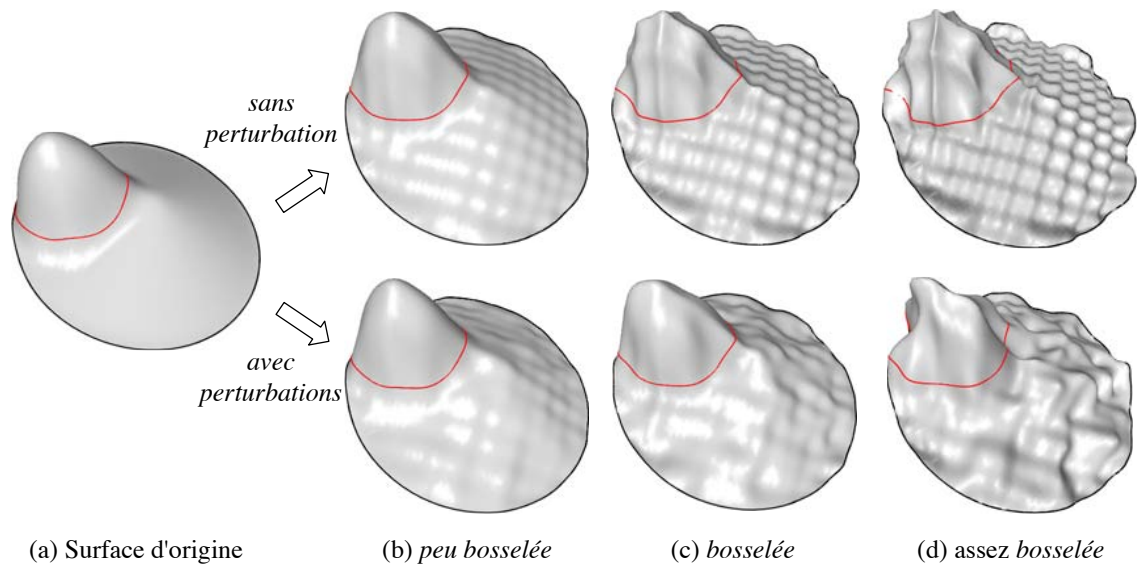 sans
perturbation
avec
perturbations
(a) Surface d'origine
(b) peu bosselée
(c) bosselée
(d) assez bosselée